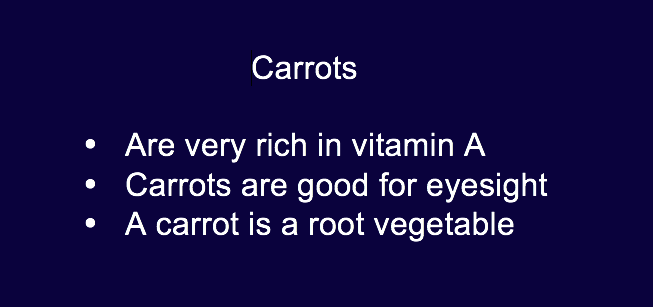 Carrots
• Are very rich in vitamin A
• Carrots are good for eyesight
• A carrot is a root vegetable